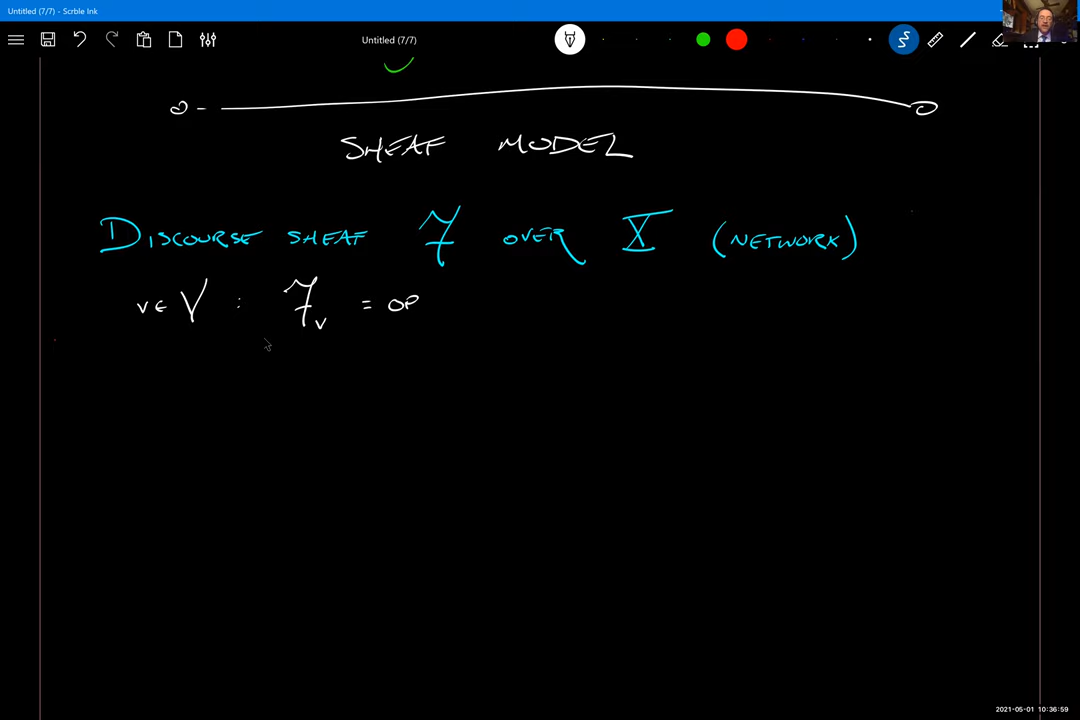 Untitled (7/7) - Scrble Ink
Untitled (7/7)
SHEAF MODEL
DISCOURSE SHEAF F OVER X (NETWORK)
v ∈ V : F_v = OP
2021-05-01 10:36:59